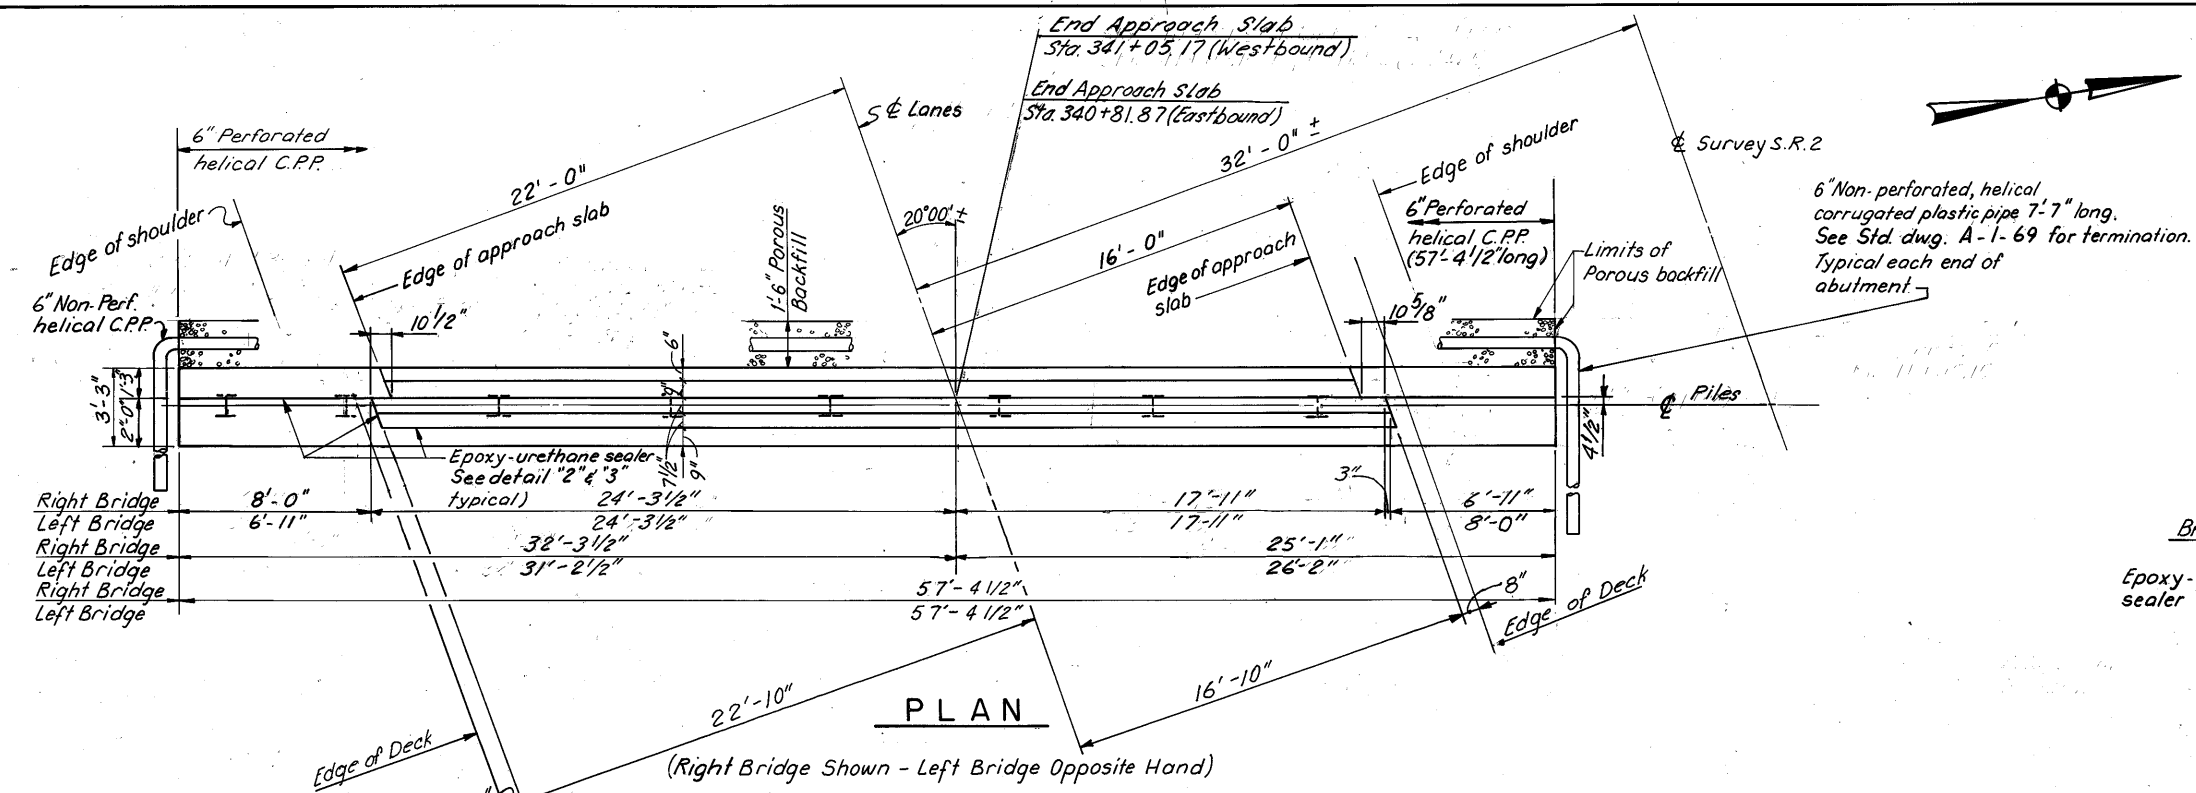 End Approach Slab
Sta. 341+05.17 (Westbound)
End Approach Slab
Sta. 340+81.87 (Eastbound)
S ℄ Lanes
6" Perforated
helical C.P.P.
22'-0"
32'-0" ±
Edge of shoulder
℄ Survey S.R.2
6" Non-perforated, helical
corrugated plastic pipe 7'-7" long.
See Std. dwg. A-1-69 for termination.
Typical each end of
abutment
Edge of shoulder
Edge of approach slab
1'-6" Porous
Backfill
20°00' ±
16'-0"
Edge of approach
slab
6" Perforated
helical C.P.P.
(57'-4 1/2" long)
Limits of
Porous backfill
6" Non-Perf.
helical C.P.P.
10 1/2"
10 5/8"
6"
9"
7 1/2"
9"
3'-3"
1'-3"
2'-0"
℄ Piles
4 1/2"
Epoxy-urethane sealer
See detail "2" & "3"
typical)
3"
Right Bridge 8'-0" 24'-3 1/2" 17'-11" 6'-11"
Left Bridge 6'-11" 24'-3 1/2" 17'-11" 8'-0"
Right Bridge 32'-3 1/2" 25'-1"
Left Bridge 31'-2 1/2" 26'-2"
Right Bridge 57'-4 1/2"
Left Bridge 57'-4 1/2"
8"
Edge of Deck
Epoxy-
sealer
22'-10"
16'-10"
PLAN
Edge of Deck
(Right Bridge Shown - Left Bridge Opposite Hand)